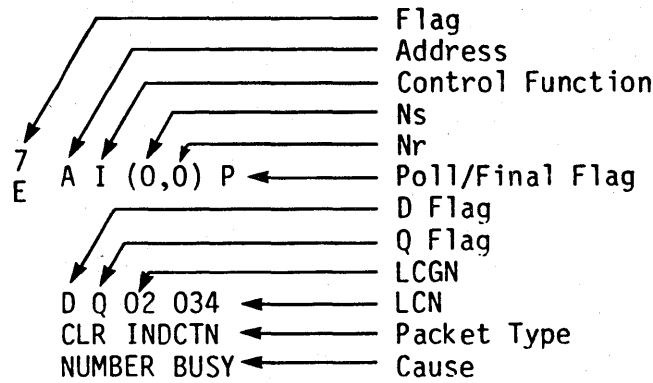 Flag
Address
Control Function
Ns
Nr
7
E
A I (0,0) P
Poll/Final Flag
D Flag
Q Flag
LCGN
D Q 02 034
LCN
CLR INDCTN
Packet Type
NUMBER BUSY
Cause